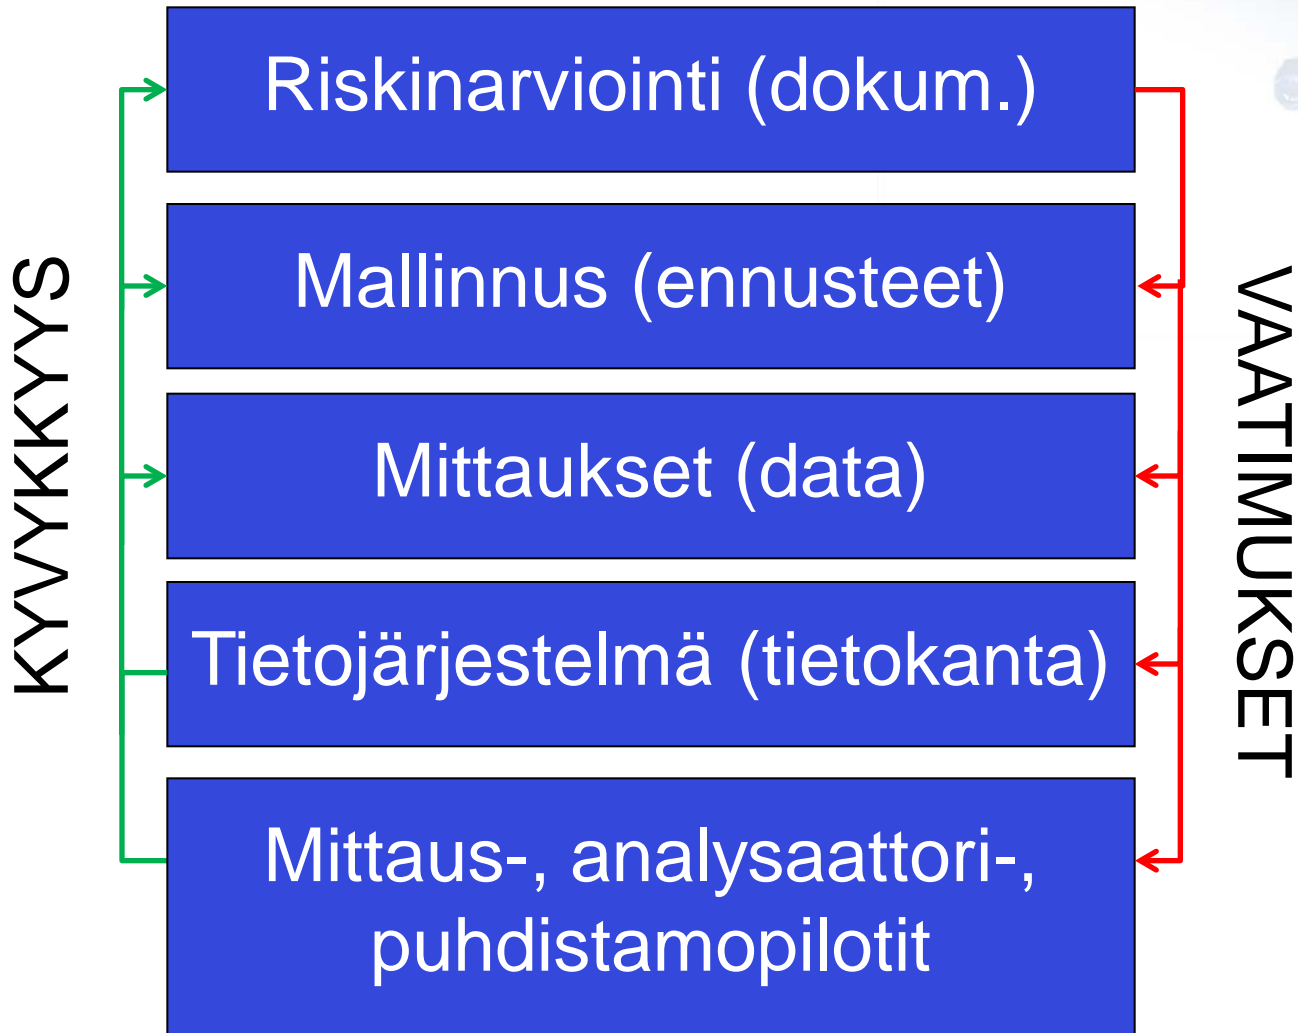 Riskinarviointi (dokum.)
Mallinnus (ennusteet)
Mittaukset (data)
Tietojärjestelmä (tietokanta)
Mittaus-, analysaattori-,
puhdistamopilotit
KYVYKKYYS
VAATIMUKSET